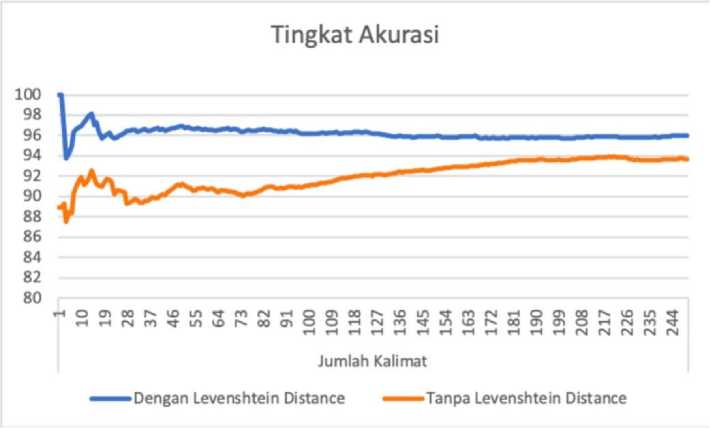 Tingkat Akurasi
100
98
96
94
92
90
88
86
84
82
80
1 10 19 28 37 46 55 64 73 82 91 100 109 118 127 136 145 154 163 172 181 190 199 208 217 226 235 244
Jumlah Kalimat
Dengan Levenshtein Distance Tanpa Levenshtein Distance